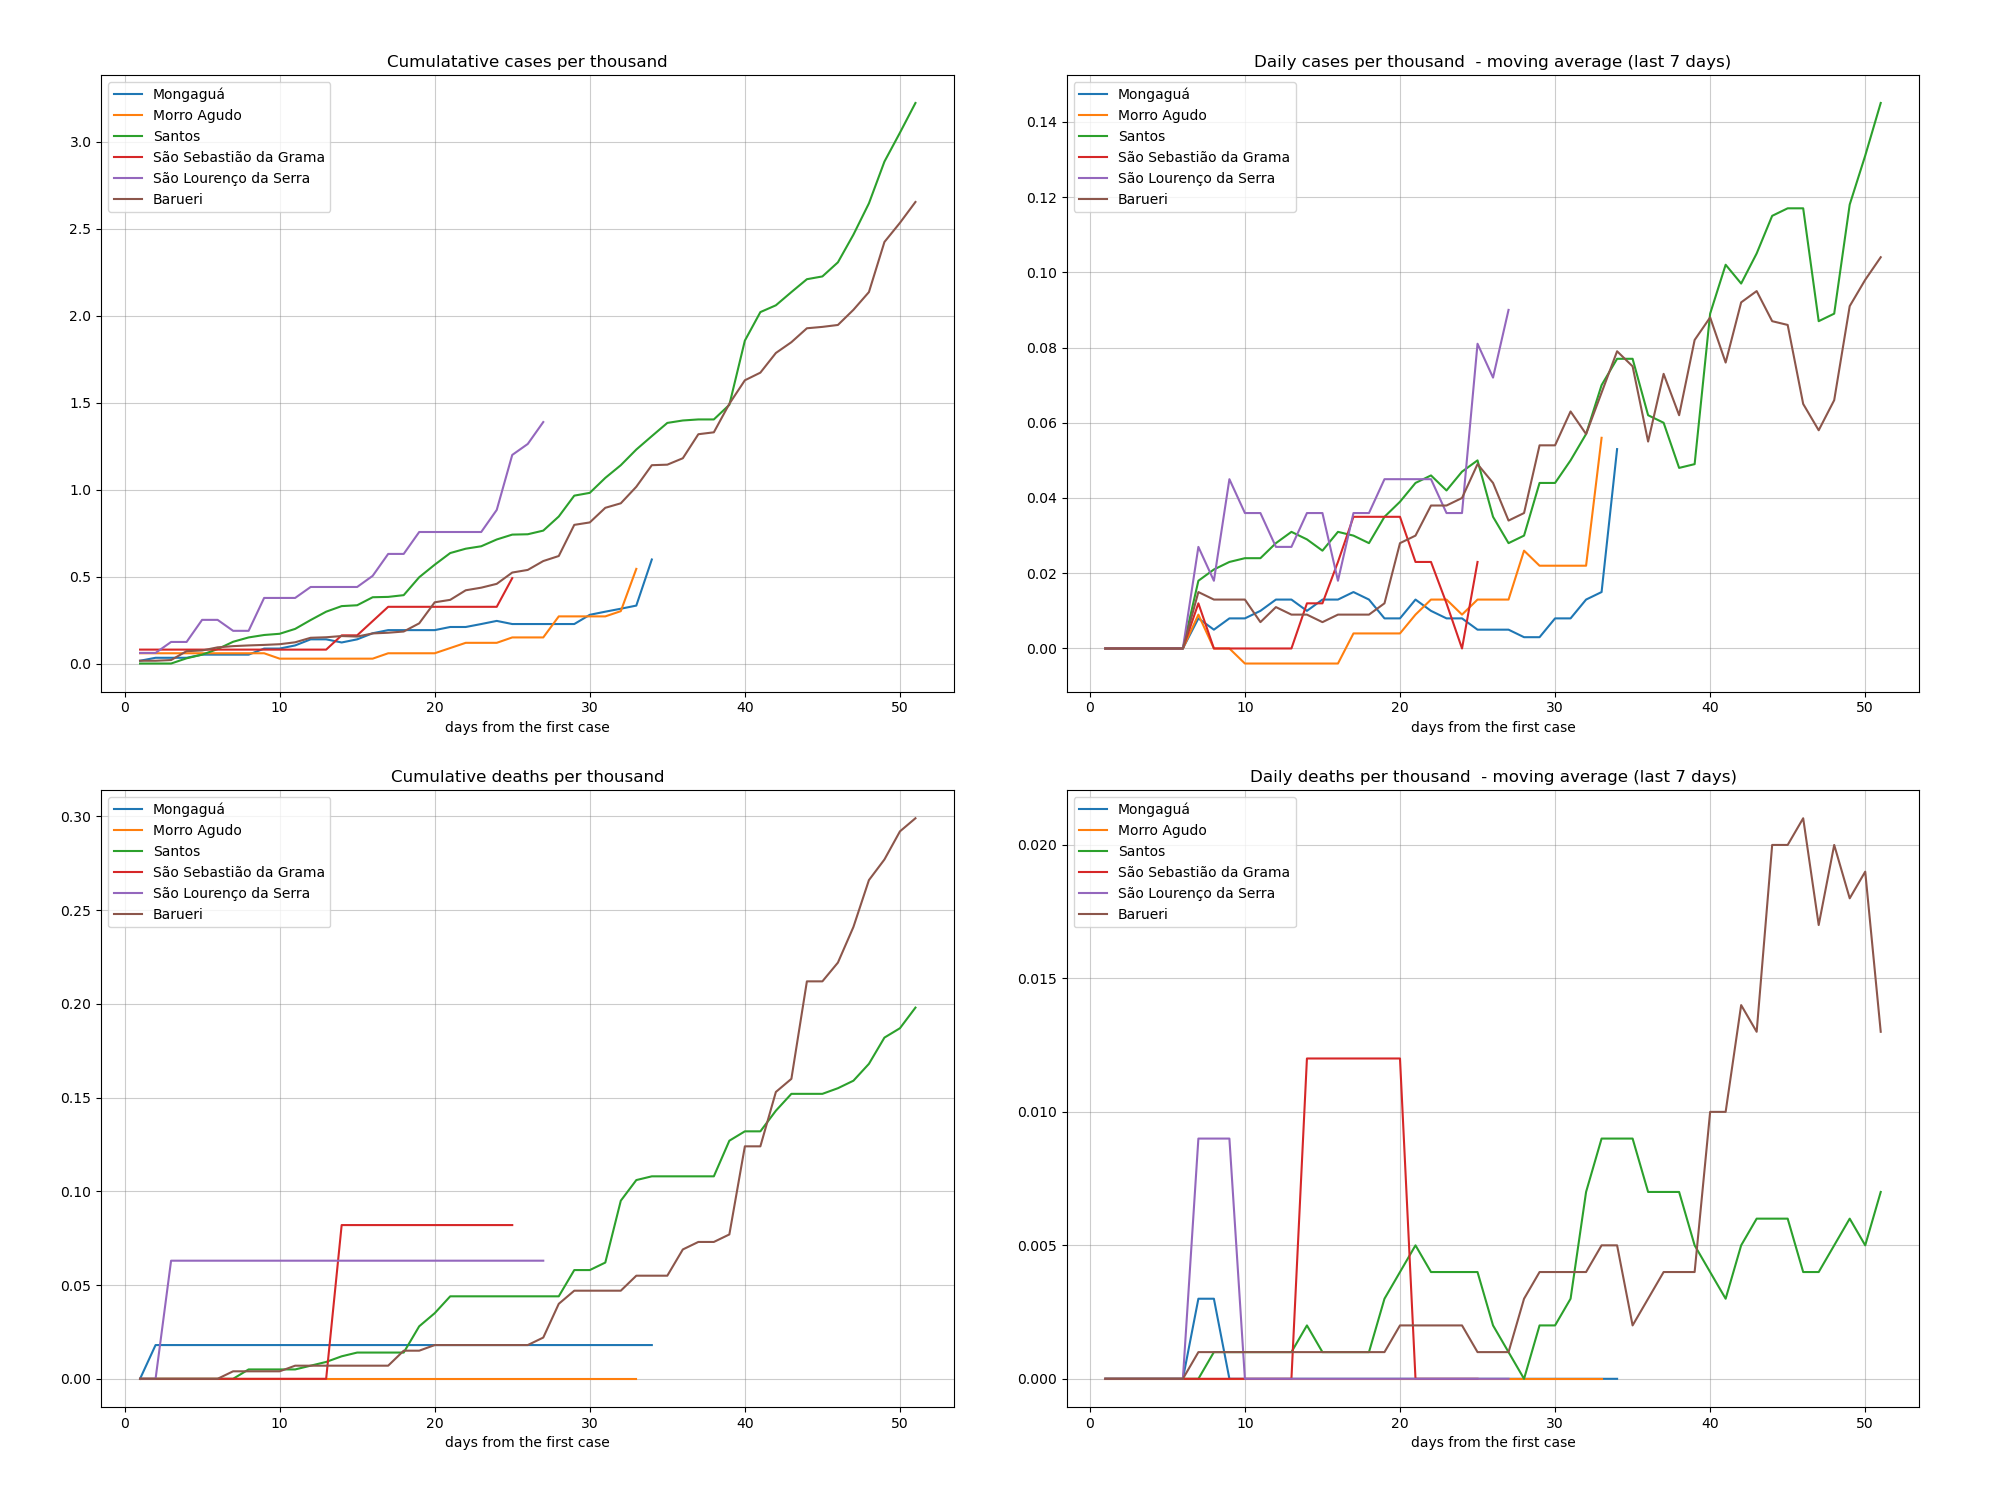 Cumulatative cases per thousand
Mongaguá
Morro Agudo
Santos
São Sebastião da Grama
São Lourenço da Serra
Barueri
3.0
2.5
2.0
1.5
1.0
0.5
0.0
0 10 20 30 40 50
days from the first case
Daily cases per thousand  - moving average (last 7 days)
Mongaguá
Morro Agudo
Santos
São Sebastião da Grama
São Lourenço da Serra
Barueri
0.14
0.12
0.10
0.08
0.06
0.04
0.02
0.00
0 10 20 30 40 50
days from the first case
Cumulative deaths per thousand
Mongaguá
Morro Agudo
Santos
São Sebastião da Grama
São Lourenço da Serra
Barueri
0.30
0.25
0.20
0.15
0.10
0.05
0.00
0 10 20 30 40 50
days from the first case
Daily deaths per thousand  - moving average (last 7 days)
Mongaguá
Morro Agudo
Santos
São Sebastião da Grama
São Lourenço da Serra
Barueri
0.020
0.015
0.010
0.005
0.000
0 10 20 30 40 50
days from the first case